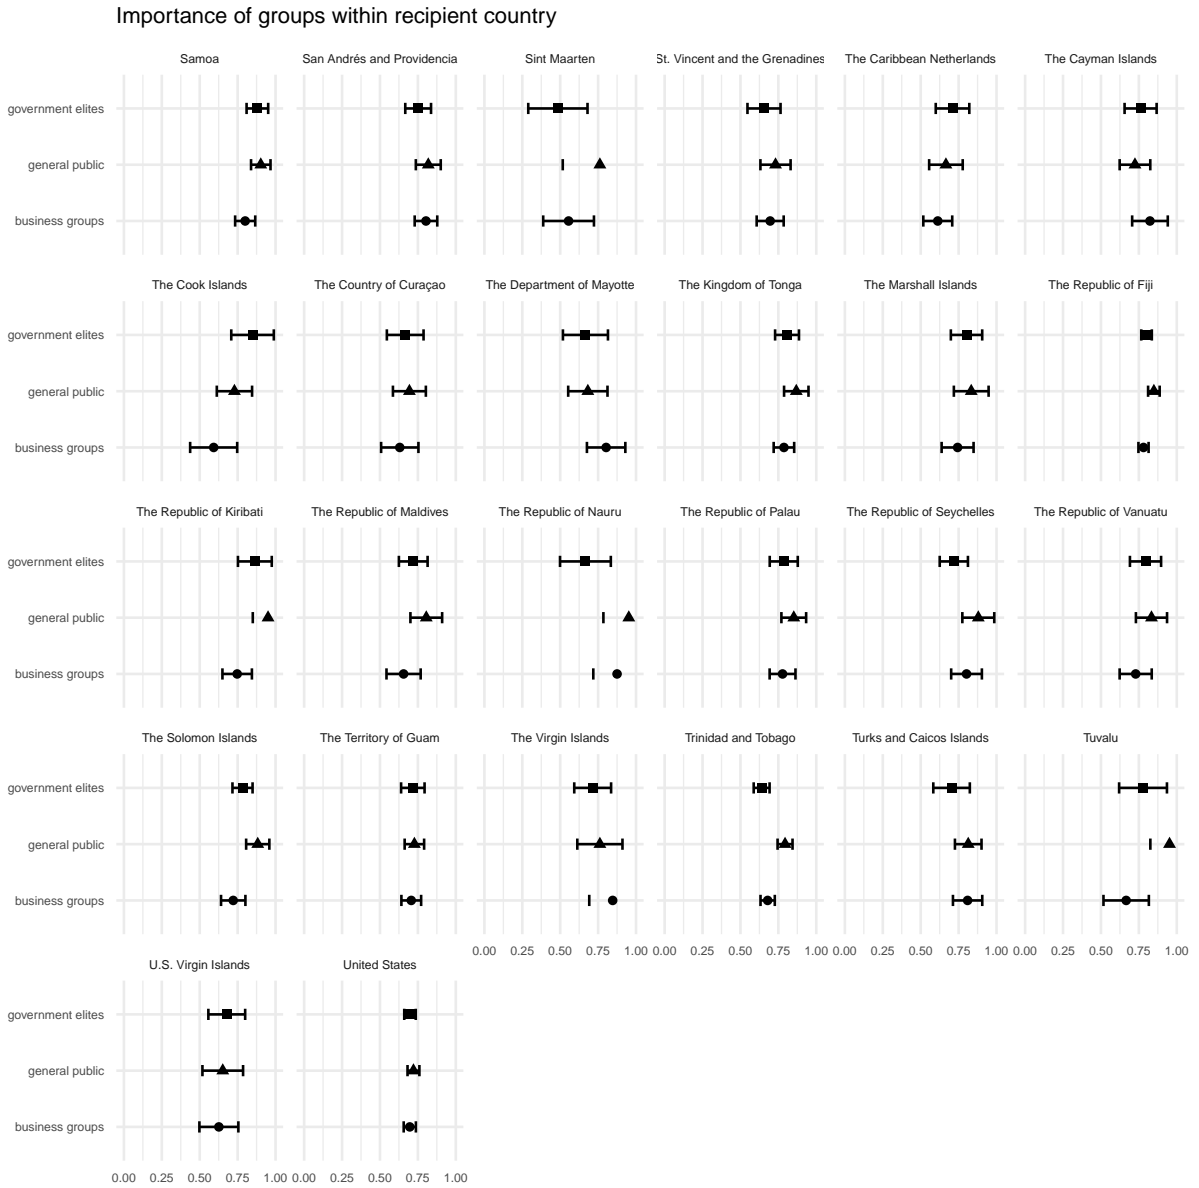 Importance of groups within recipient country
Samoa
San Andrés and Providencia
Sint Maarten
St. Vincent and the Grenadines
The Caribbean Netherlands
The Cayman Islands
government elites
general public
business groups
The Cook Islands
The Country of Curaçao
The Department of Mayotte
The Kingdom of Tonga
The Marshall Islands
The Republic of Fiji
government elites
general public
business groups
The Republic of Kiribati
The Republic of Maldives
The Republic of Nauru
The Republic of Palau
The Republic of Seychelles
The Republic of Vanuatu
government elites
general public
business groups
The Solomon Islands
The Territory of Guam
The Virgin Islands
Trinidad and Tobago
Turks and Caicos Islands
Tuvalu
government elites
general public
business groups
0.00 0.25 0.50 0.75 1.00
0.00 0.25 0.50 0.75 1.00
0.00 0.25 0.50 0.75 1.00
0.00 0.25 0.50 0.75 1.00
U.S. Virgin Islands
United States
government elites
general public
business groups
0.00 0.25 0.50 0.75 1.00
0.00 0.25 0.50 0.75 1.00